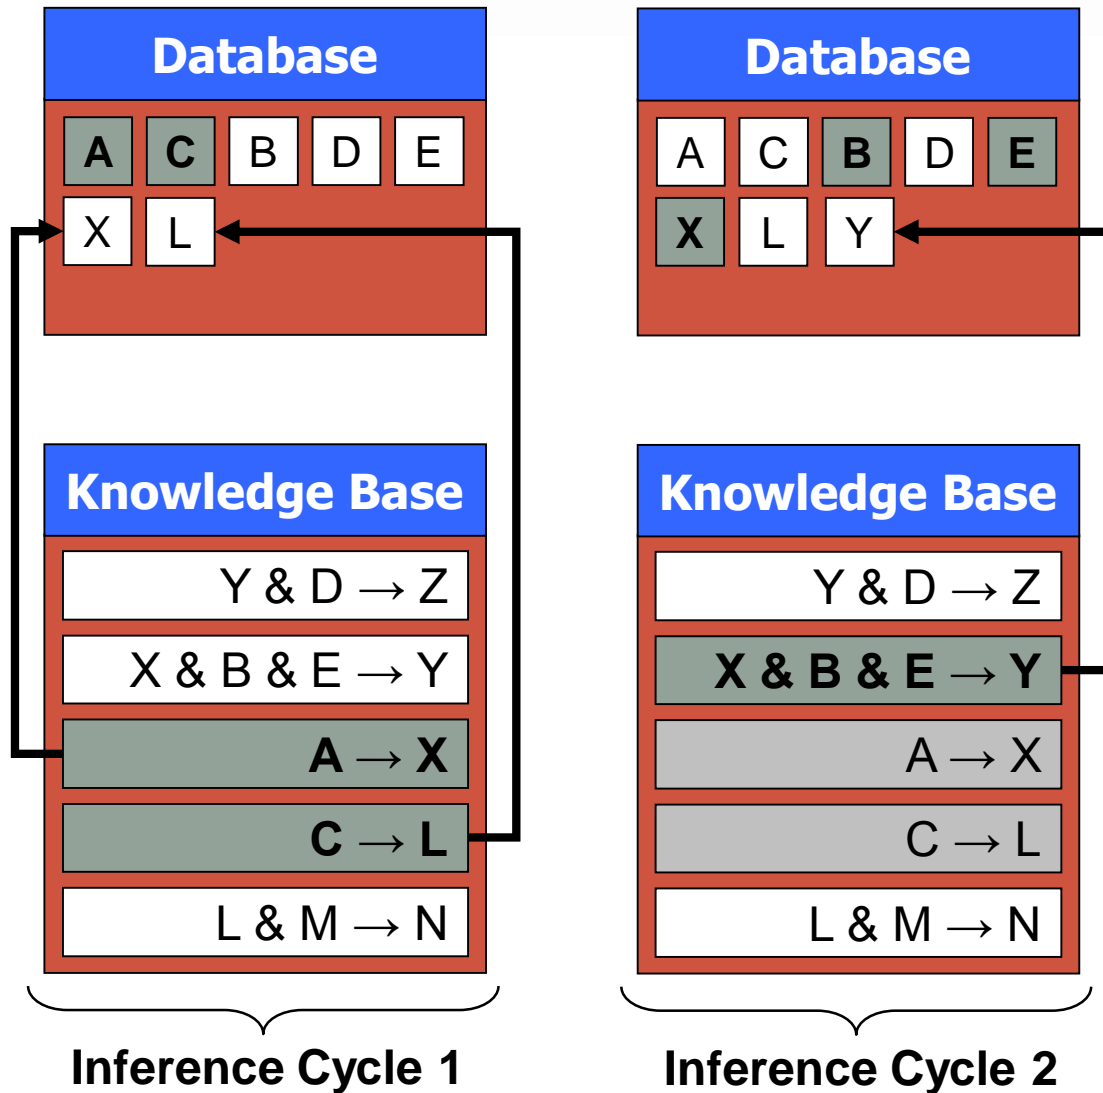 Database
A C B D E
X L
Knowledge Base
Y & D → Z
X & B & E → Y
A → X
C → L
L & M → N
Inference Cycle 1
Database
A C B D E
X L Y
Knowledge Base
Y & D → Z
X & B & E → Y
A → X
C → L
L & M → N
Inference Cycle 2